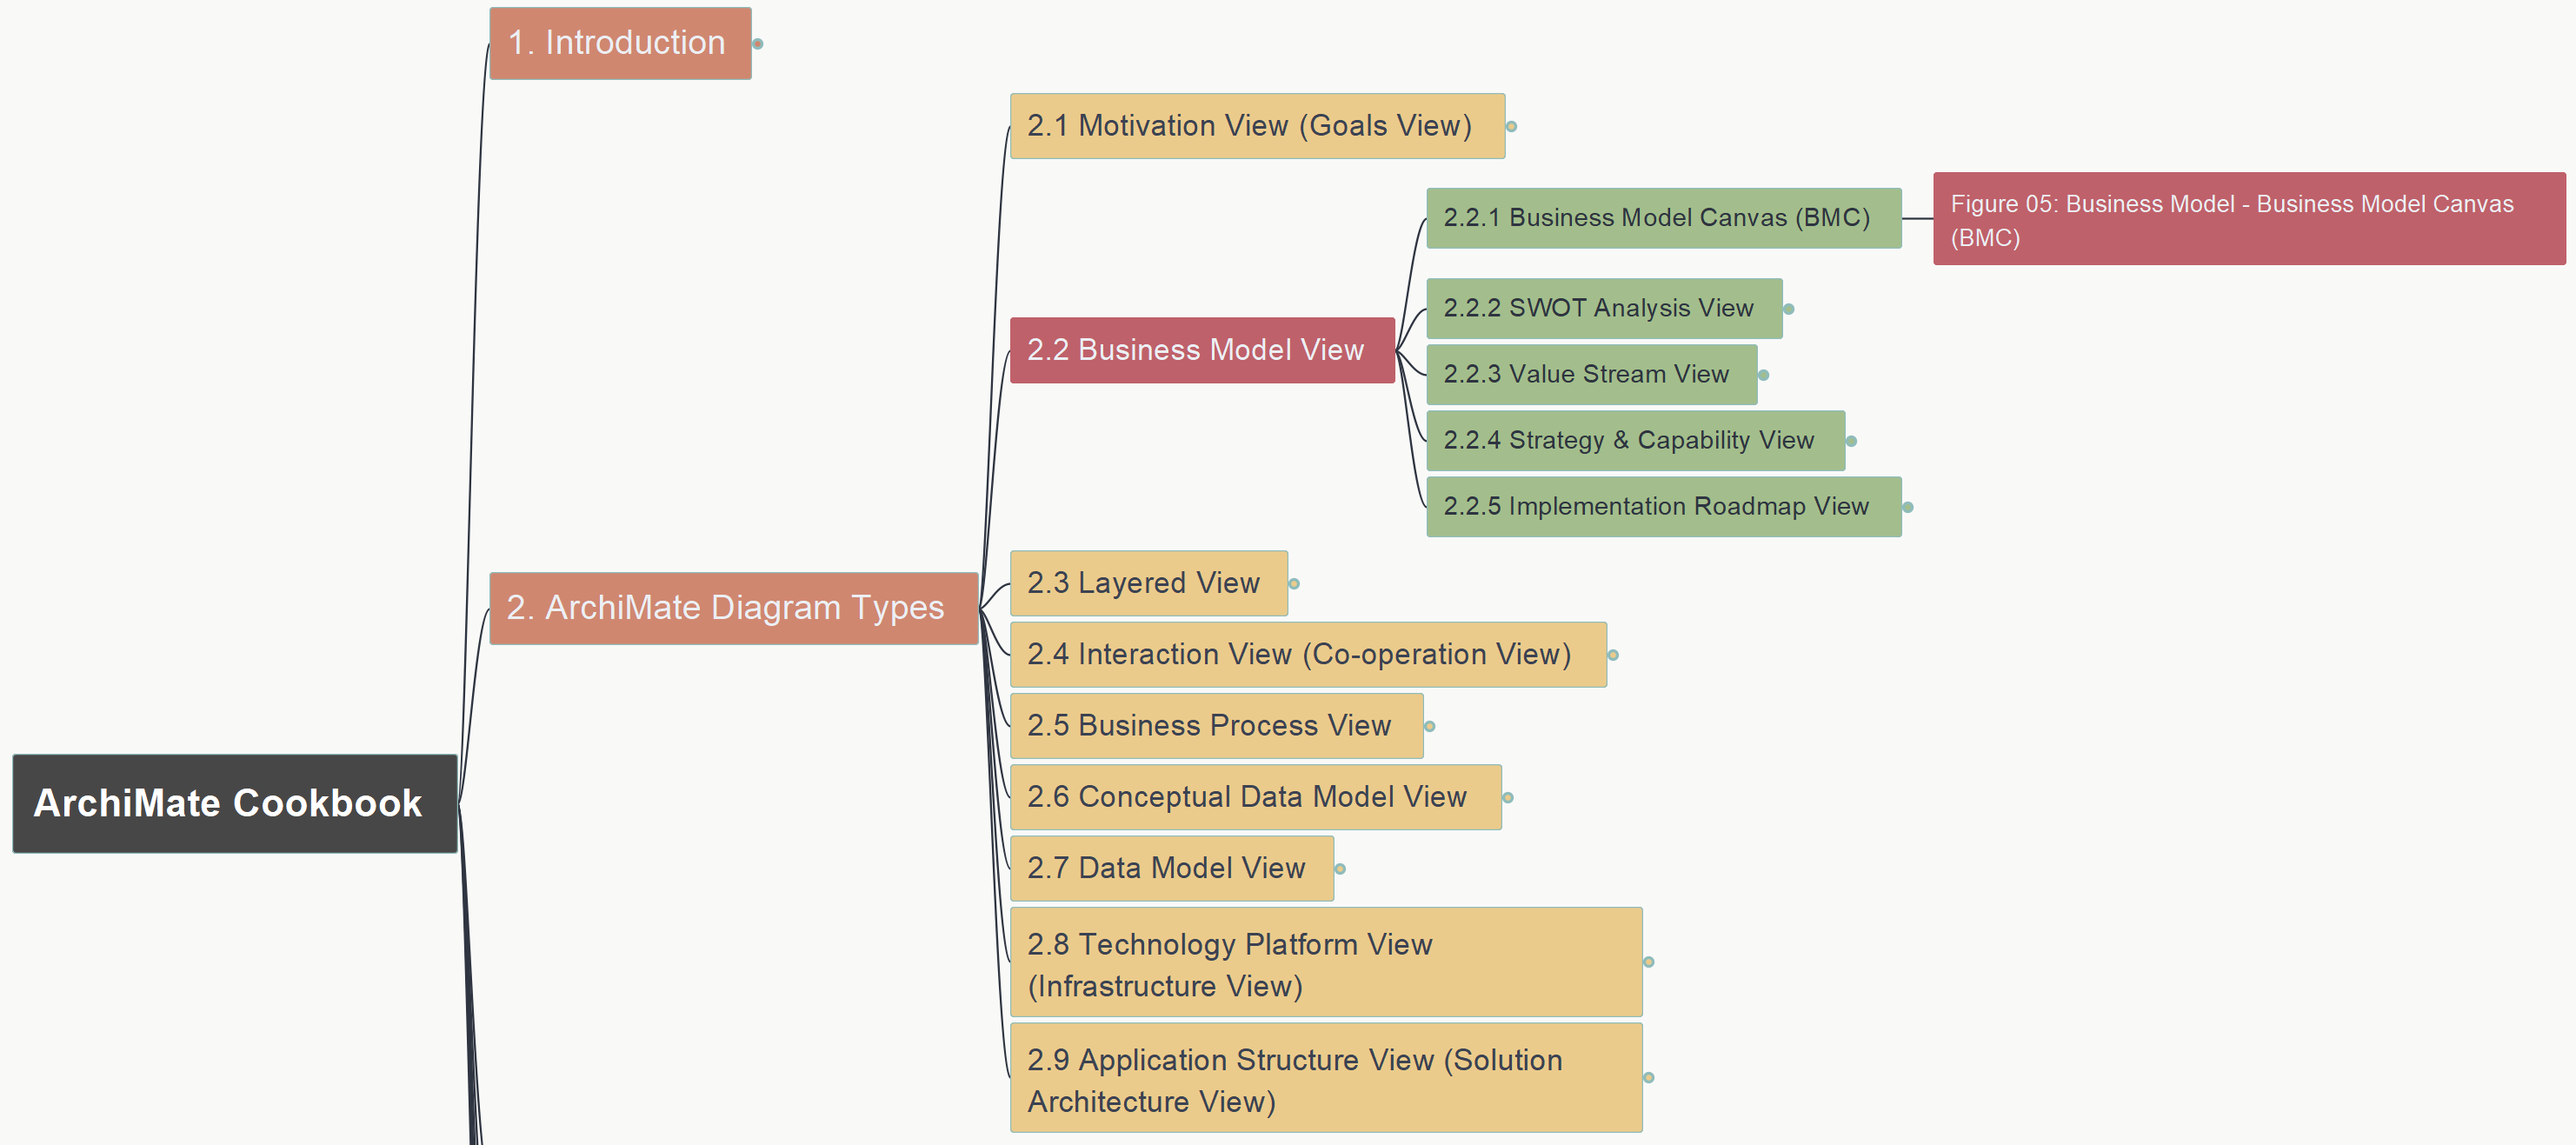 1. Introduction
2.1 Motivation View (Goals View)
2.2.1 Business Model Canvas (BMC)
Figure 05: Business Model - Business Model Canvas
(BMC)
2.2.2 SWOT Analysis View
2.2 Business Model View
2.2.3 Value Stream View
2.2.4 Strategy & Capability View
2.2.5 Implementation Roadmap View
2.3 Layered View
2. ArchiMate Diagram Types
2.4 Interaction View (Co-operation View)
2.5 Business Process View
ArchiMate Cookbook
2.6 Conceptual Data Model View
2.7 Data Model View
2.8 Technology Platform View
(Infrastructure View)
2.9 Application Structure View (Solution
Architecture View)